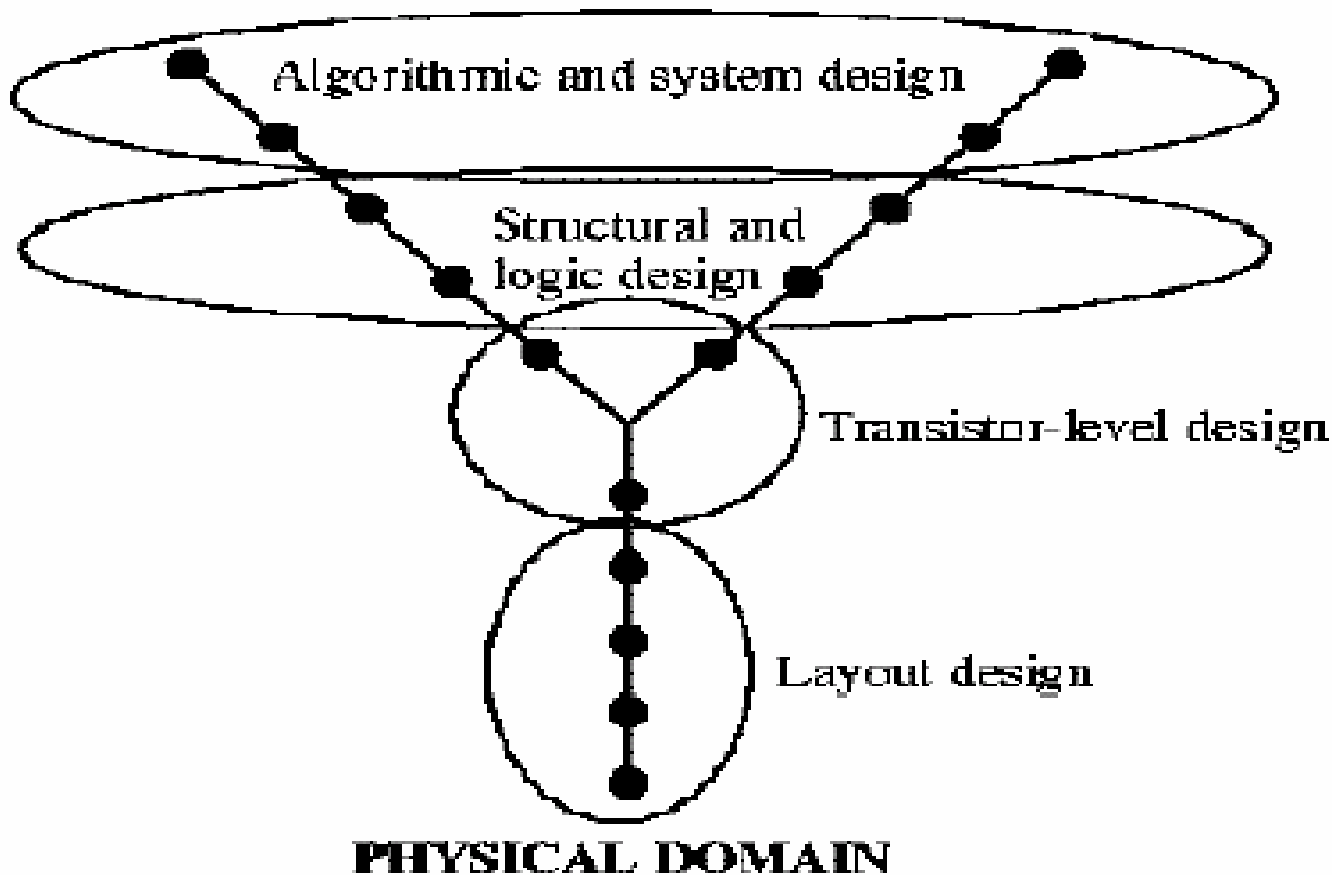 Algorithmic and system design
Structural and
logic design
Transistor-level design
Layout design
PHYSICAL DOMAIN